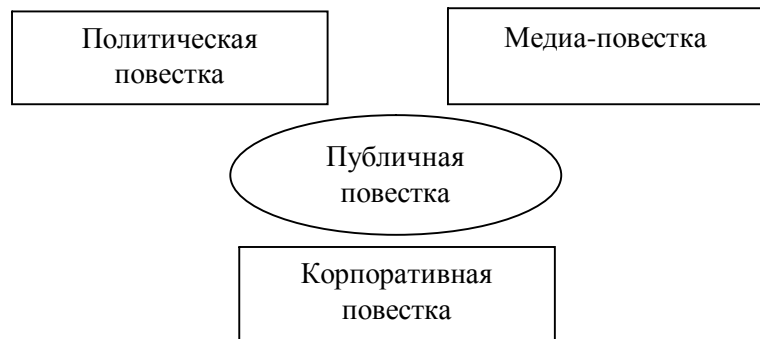 Политическая
повестка
Медиа-повестка
Публичная
повестка
Корпоративная
повестка